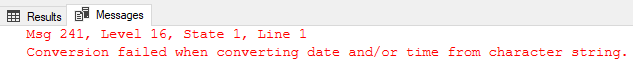 Results Messages
Msg 241, Level 16, State 1, Line 1
Conversion failed when converting date and/or time from character string.